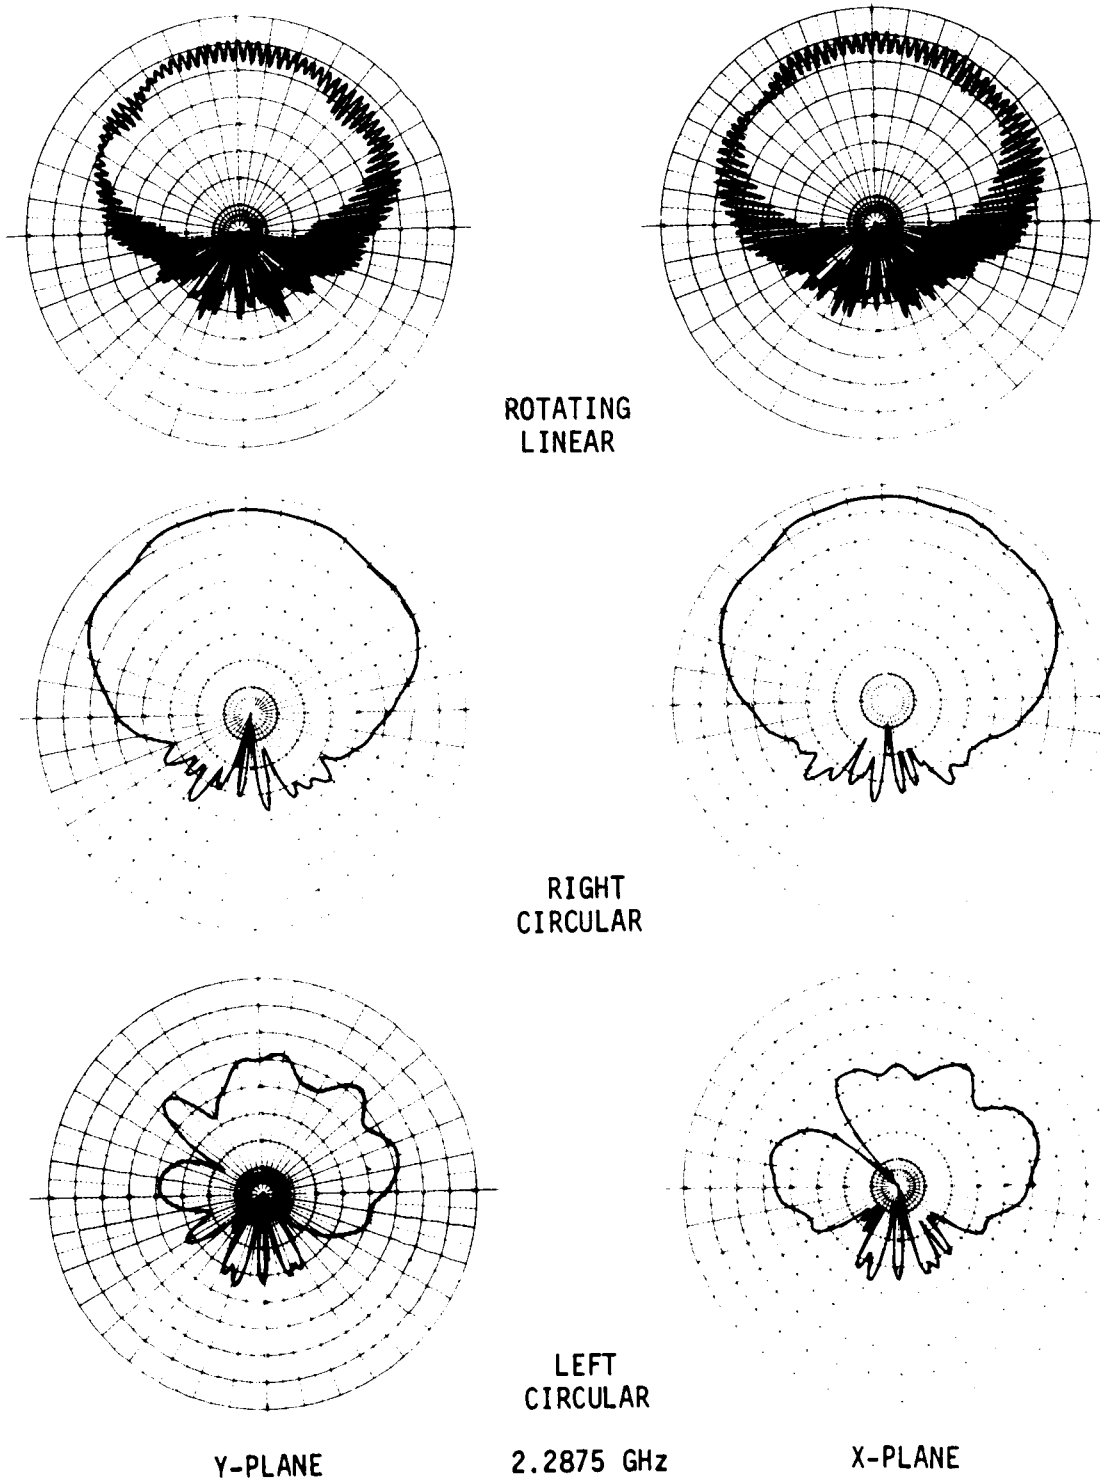 ROTATING
LINEAR
RIGHT
CIRCULAR
LEFT
CIRCULAR
Y-PLANE
2.2875 GHz
X-PLANE